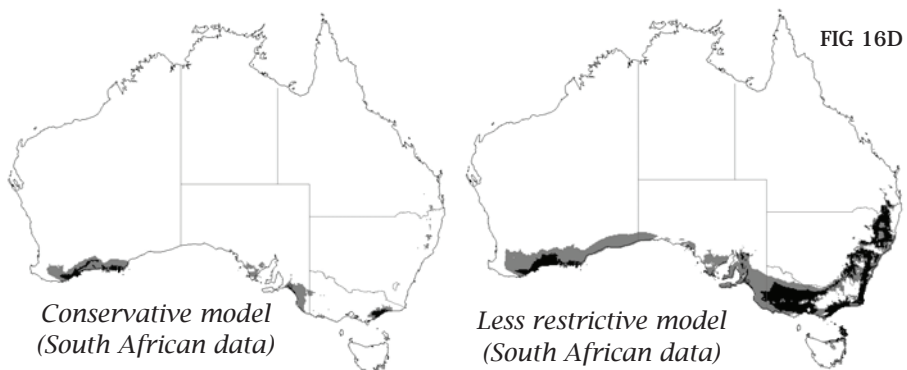 FIG 16D
Conservative model
(South African data)
Less restrictive model
(South African data)